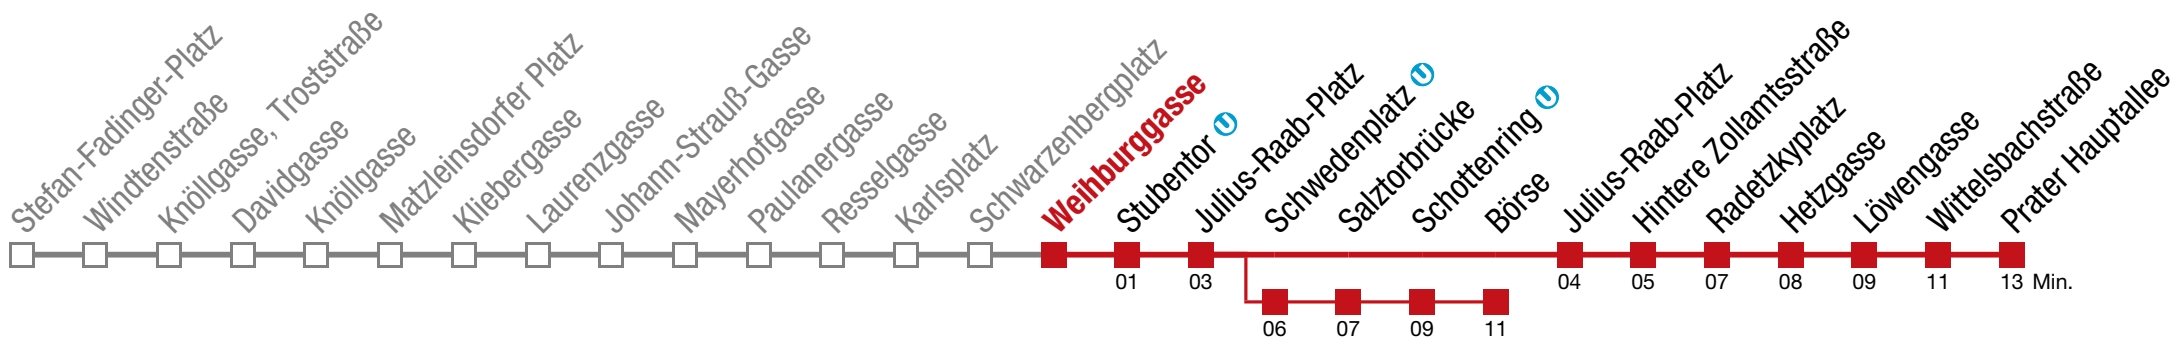 Stefan-Fadinger-Platz
Windtenstraße
Knöllgasse, Troststraße
Davidgasse
Knöllgasse
Matzleinsdorfer Platz
Kliebergasse
Laurenzgasse
Johann-Strauß-Gasse
Mayerhofgasse
Paulanergasse
Resselgasse
Karlsplatz
Schwarzenbergplatz
Weihburggasse
Stubentor U
Julius-Raab-Platz
Schwedenplatz U
Salztorbrücke
Schottenring U
Börse
Julius-Raab-Platz
Hintere Zollamtsstraße
Radetzkyplatz
Hetzgasse
Löwengasse
Wittelsbachstraße
Prater Hauptallee
01 03 04 05 07 08 09 11 13 Min.
06 07 09 11